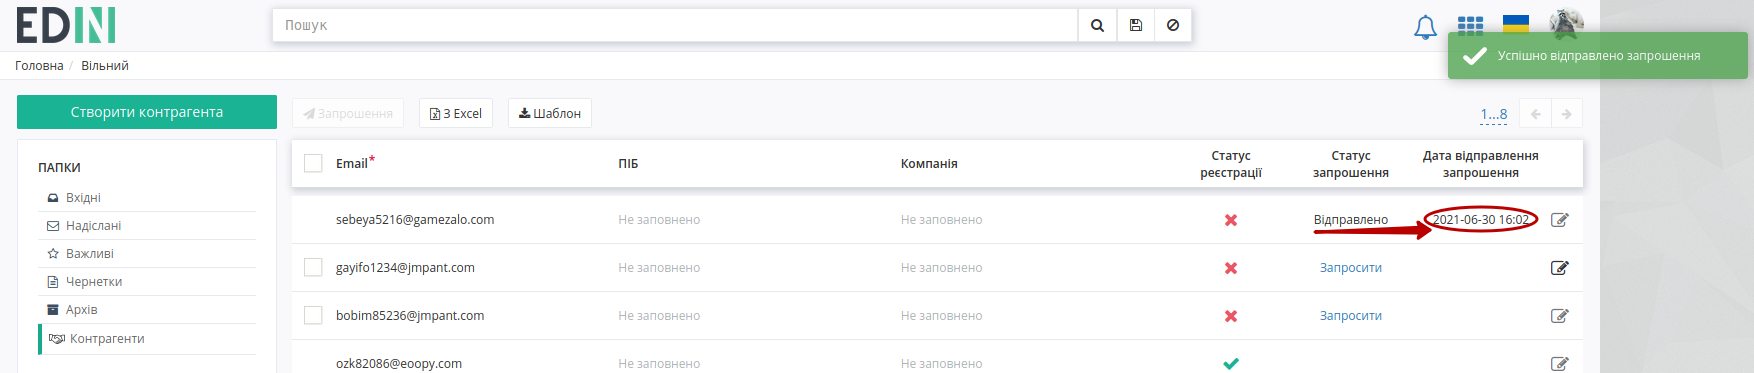 EDIN
Пошук
Успішно відправлено запрошення
Головна / Вільний
Створити контрагента
Запрошення
З Excel
Шаблон
1...8
ПАПКИ
Вхідні
Надіслані
Важливі
Чернетки
Архів
Контрагенти
Email* ПІБ Компанія Статус реєстрації Статус запрошення Дата відправлення запрошення
sebeya5216@gamezalo.com Не заповнено Не заповнено Відправлено 2021-06-30 16:02
gayifo1234@jmpant.com Не заповнено Не заповнено Запросити
bobim85236@jmpant.com Не заповнено Не заповнено Запросити
ozk82086@eoopy.com Не заповнено Не заповнено